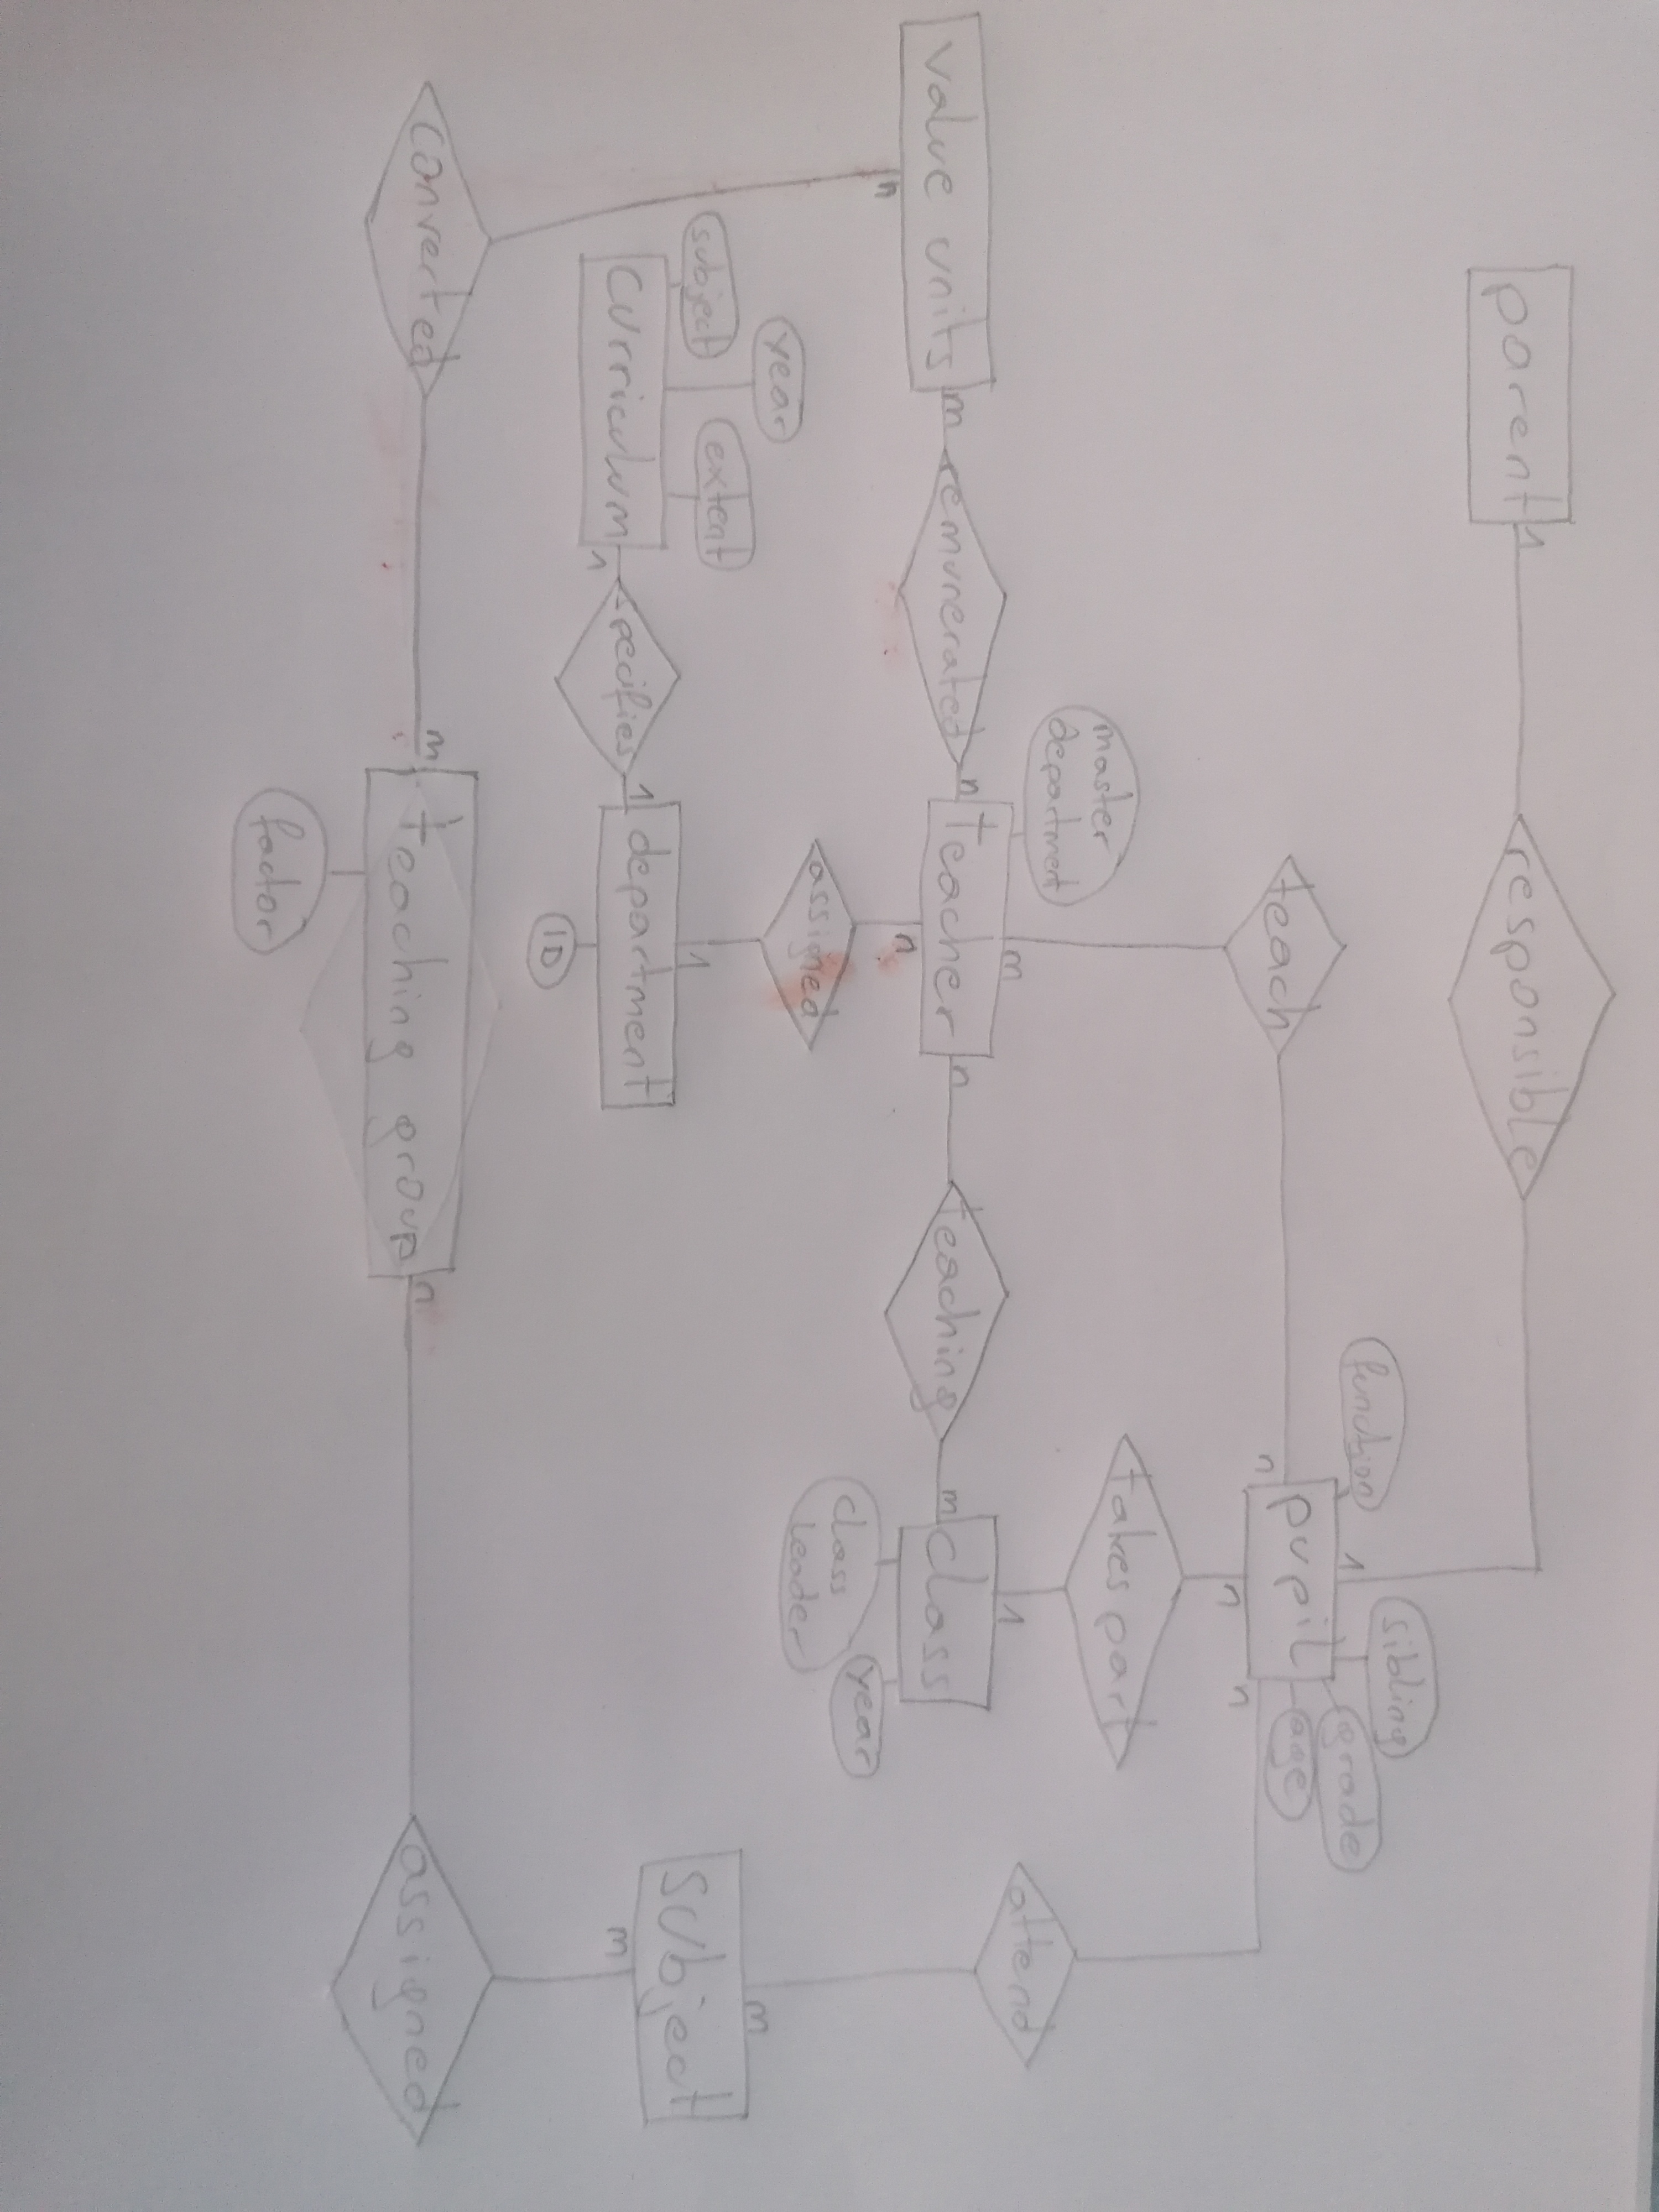 parent
1
responsible
function
sibling
1
grade
teach
pupil
age
n
n
n
master
department
takes part
attend
m
1
value units
m
remunerated
n
teacher
n
teaching
m
class
n
n
class
leader
year
assigned
year
subject
extent
m
1
subject
curriculum
1
specifies
1
department
m
ID
converted
m
teaching group
n
assigned
factor